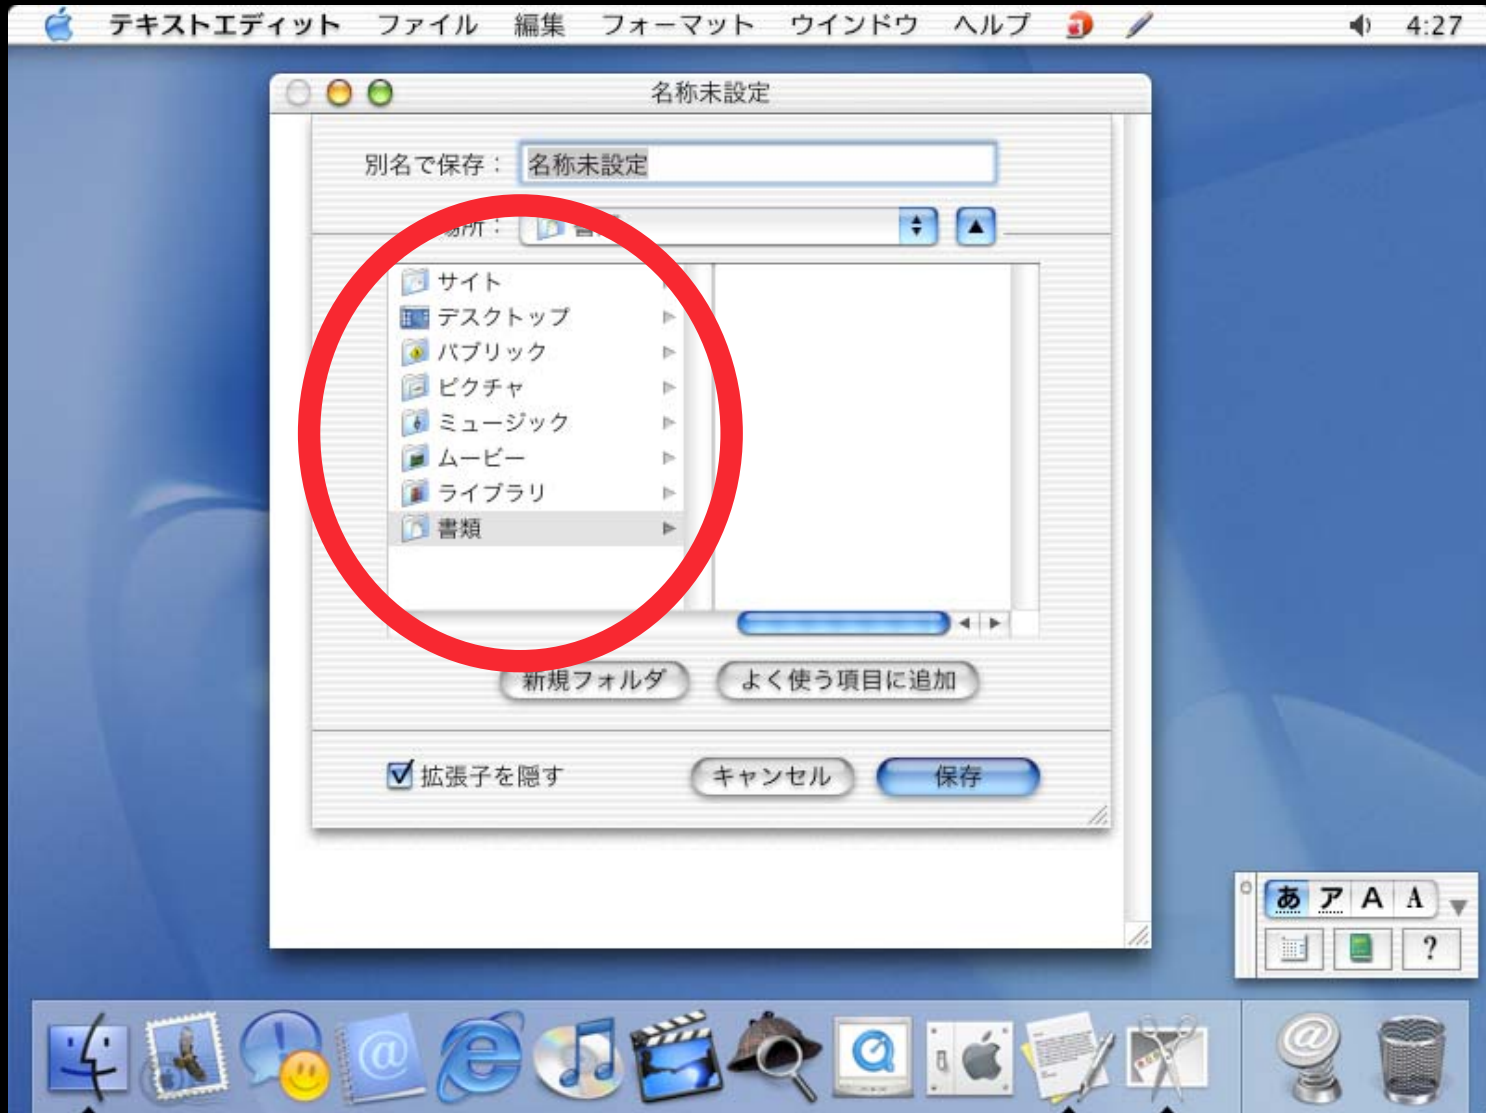 テキストエディット ファイル 編集 フォーマット ウインドウ ヘルプ 4:27
名称未設定
別名で保存： 名称未設定
サイト
デスクトップ
パブリック
ピクチャ
ミュージック
ムービー
ライブラリ
書類
新規フォルダ よく使う項目に追加
拡張子を隠す キャンセル 保存
あ ア A A
?